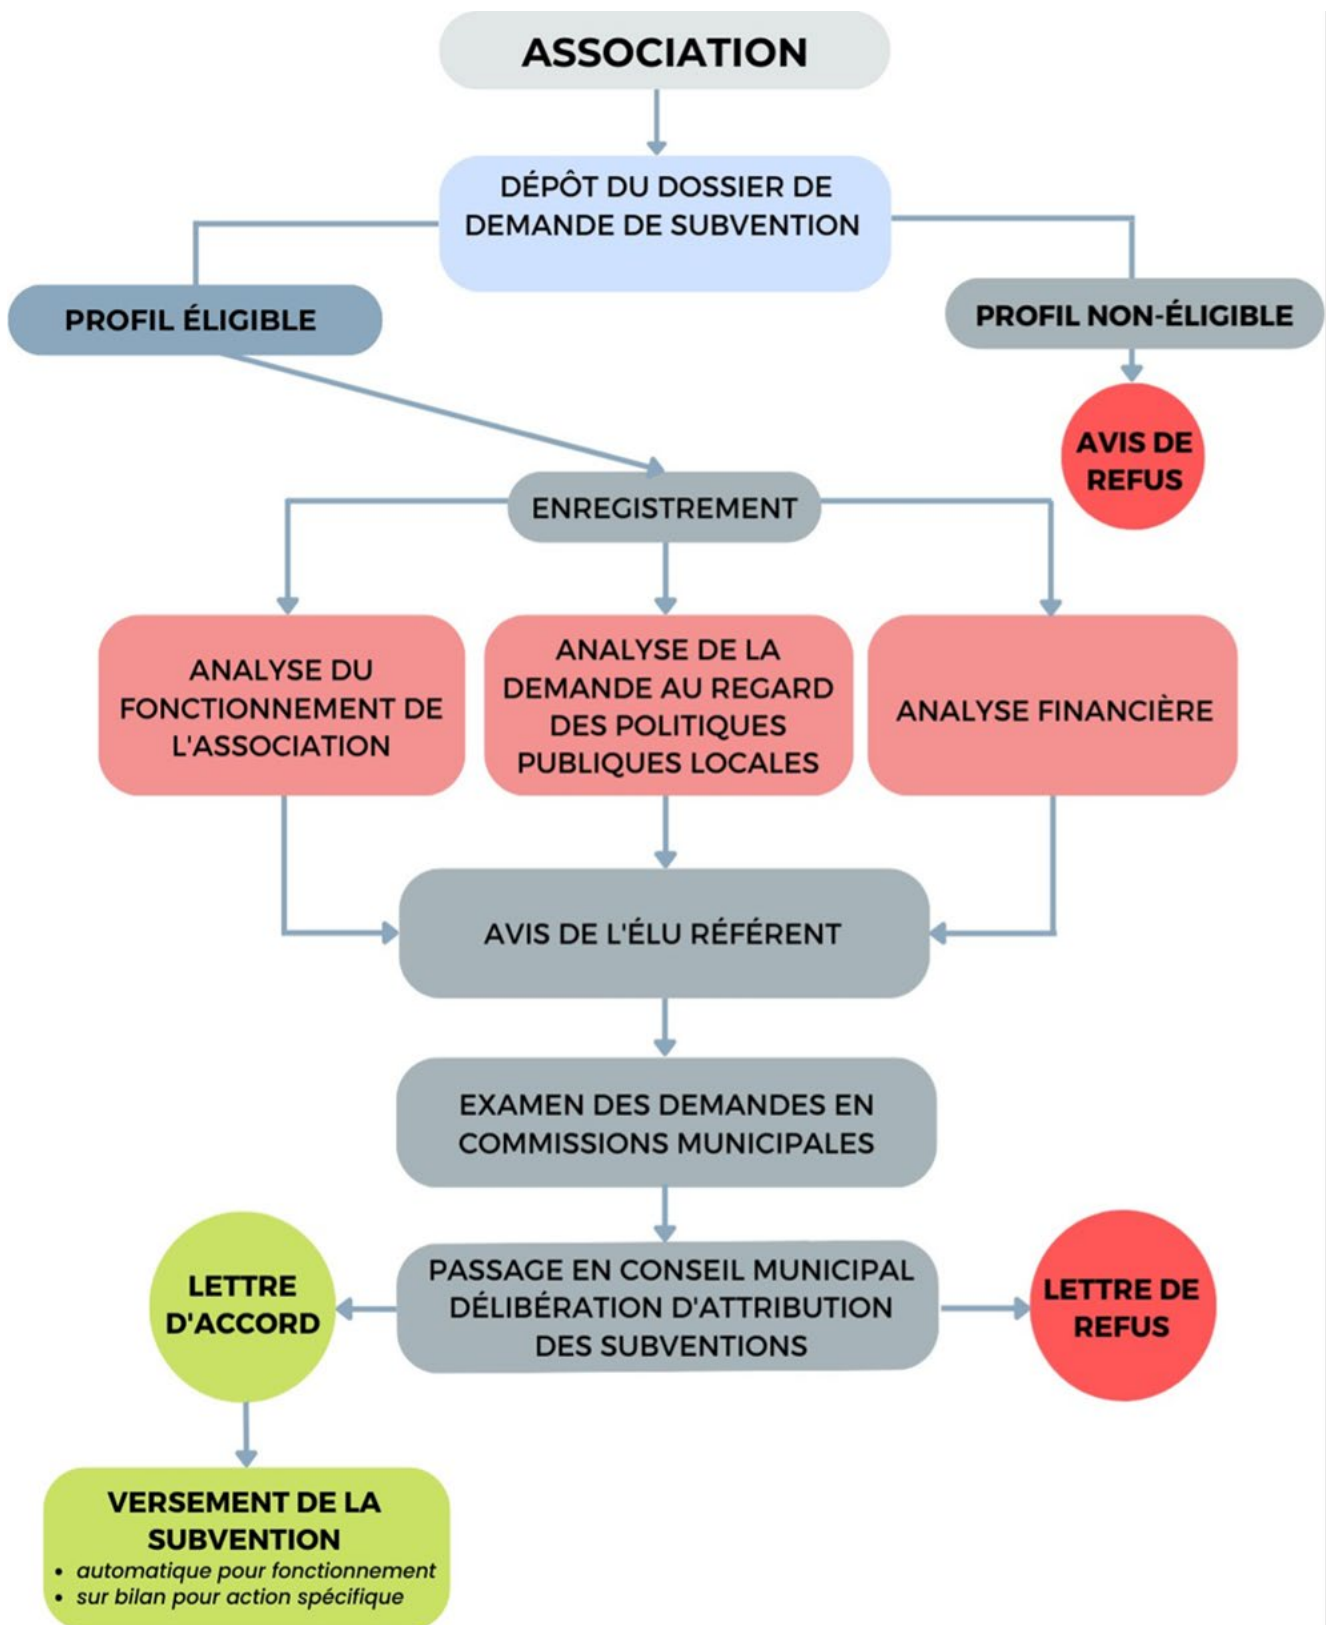 ASSOCIATION
DÉPÔT DU DOSSIER DE
DEMANDE DE SUBVENTION
PROFIL ÉLIGIBLE
PROFIL NON-ÉLIGIBLE
AVIS DE
REFUS
ENREGISTREMENT
ANALYSE DU
FONCTIONNEMENT DE
L'ASSOCIATION
ANALYSE DE LA
DEMANDE AU REGARD
DES POLITIQUES
PUBLIQUES LOCALES
ANALYSE FINANCIÈRE
AVIS DE L'ÉLU RÉFÉRENT
EXAMEN DES DEMANDES EN
COMMISSIONS MUNICIPALES
LETTRE
D'ACCORD
PASSAGE EN CONSEIL MUNICIPAL
DÉLIBÉRATION D'ATTRIBUTION
DES SUBVENTIONS
LETTRE DE
REFUS
VERSEMENT DE LA
SUBVENTION
• automatique pour fonctionnement
• sur bilan pour action spécifique